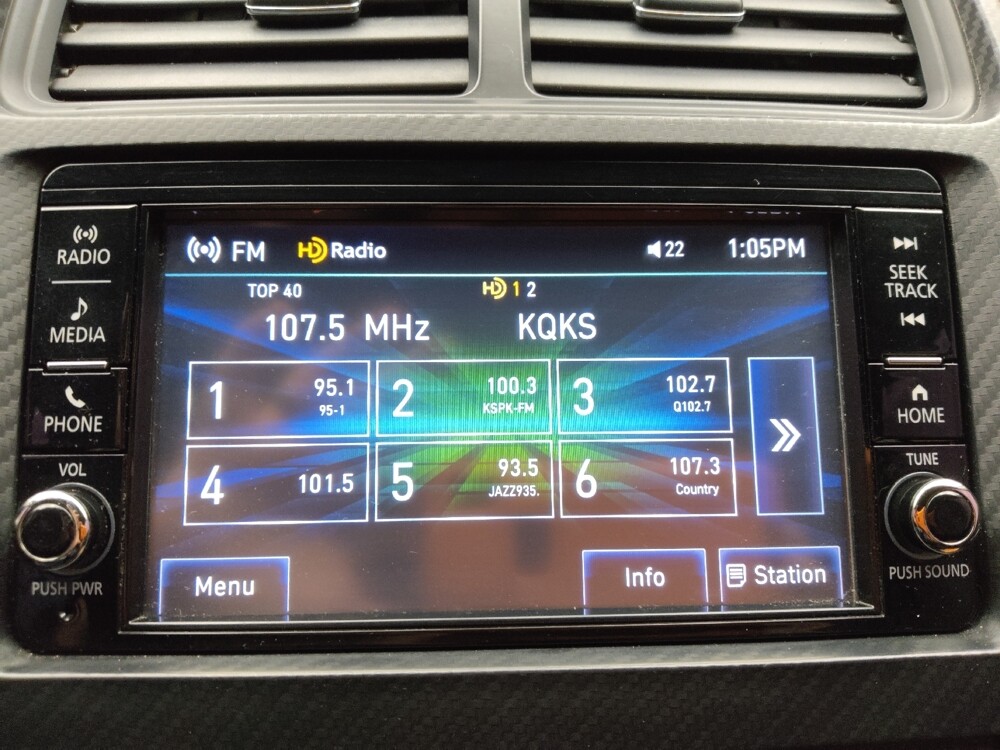 RADIO
MEDIA
PHONE
VOL
PUSH PWR
FM HD Radio 22 1:05PM
TOP 40 HD 1 2
107.5 MHz KQKS
1 95.1 95-1
2 100.3 KSPK-FM
3 102.7 Q102.7
4 101.5
5 93.5 JAZZ935.
6 107.3 Country
Menu Info Station
SEEK
TRACK
HOME
TUNE
PUSH SOUND